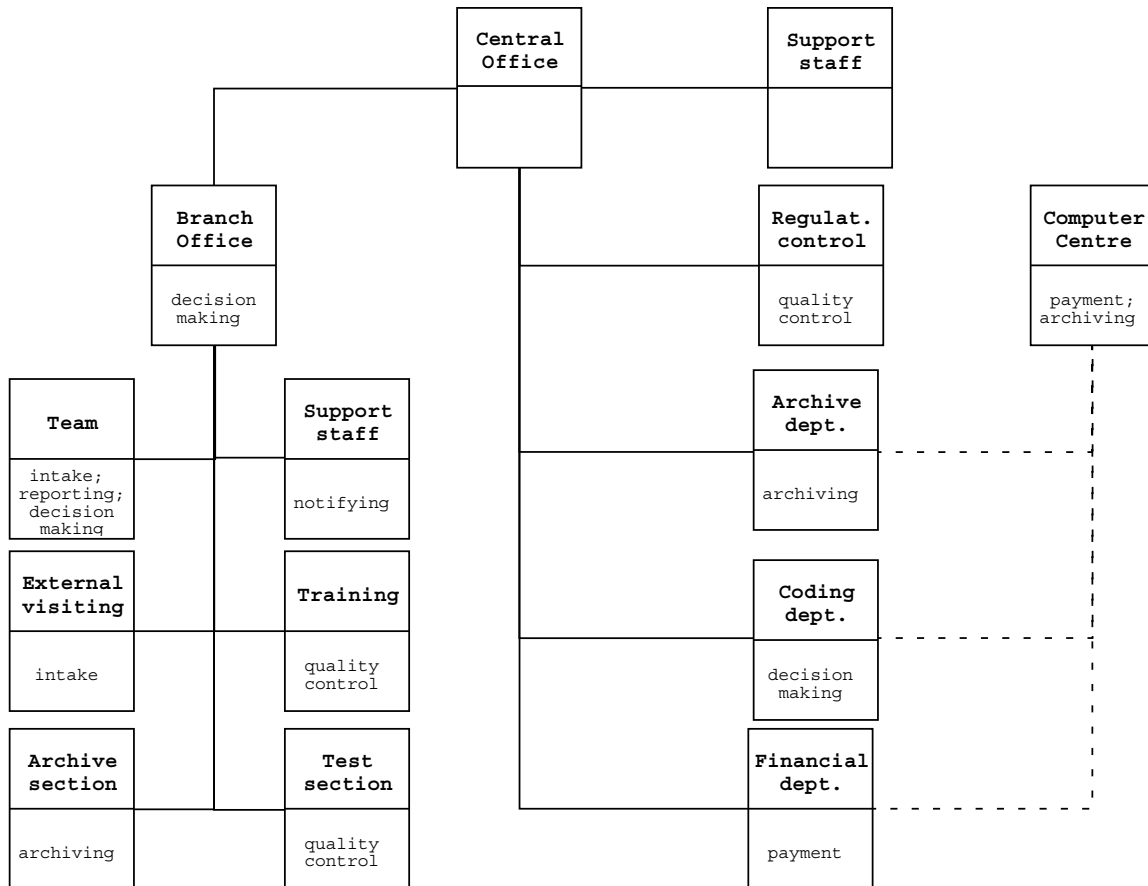 Central
Office
Support
staff
Branch
Office
decision
making
Regulat.
control
quality
control
Computer
Centre
payment;
archiving
Team
intake;
reporting;
decision
making
Support
staff
notifying
Archive
dept.
archiving
External
visiting
intake
Training
quality
control
Coding
dept.
decision
making
Archive
section
archiving
Test
section
quality
control
Financial
dept.
payment